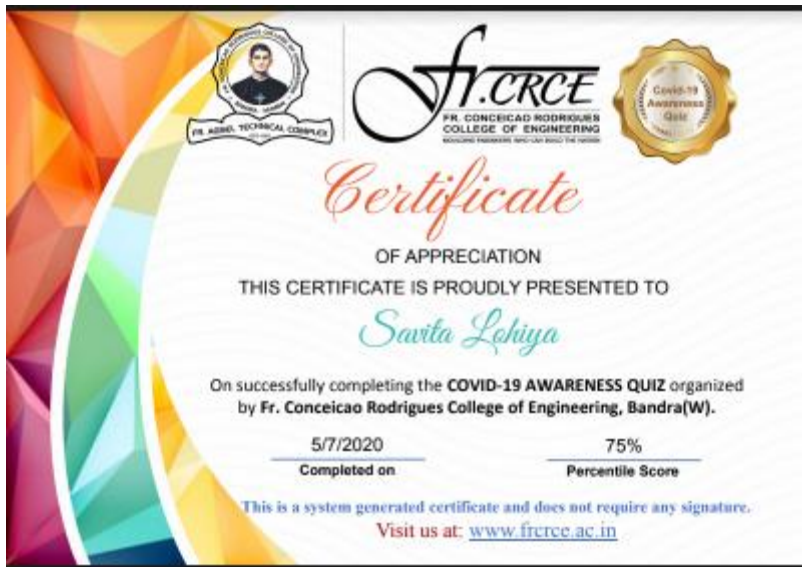 FR. AGNEL TECHNICAL COMPLEX
Fr.CRCE
FR. CONCEICAO RODRIGUES
COLLEGE OF ENGINEERING
Covid-19
Awareness
Quiz
Certificate
OF APPRECIATION
THIS CERTIFICATE IS PROUDLY PRESENTED TO
Savita Lohiya
On successfully completing the COVID-19 AWARENESS QUIZ organized
by Fr. Conceicao Rodrigues College of Engineering, Bandra(W).
5/7/2020
Completed on
75%
Percentile Score
This is a system generated certificate and does not require any signature.
Visit us at: www.frcrce.ac.in